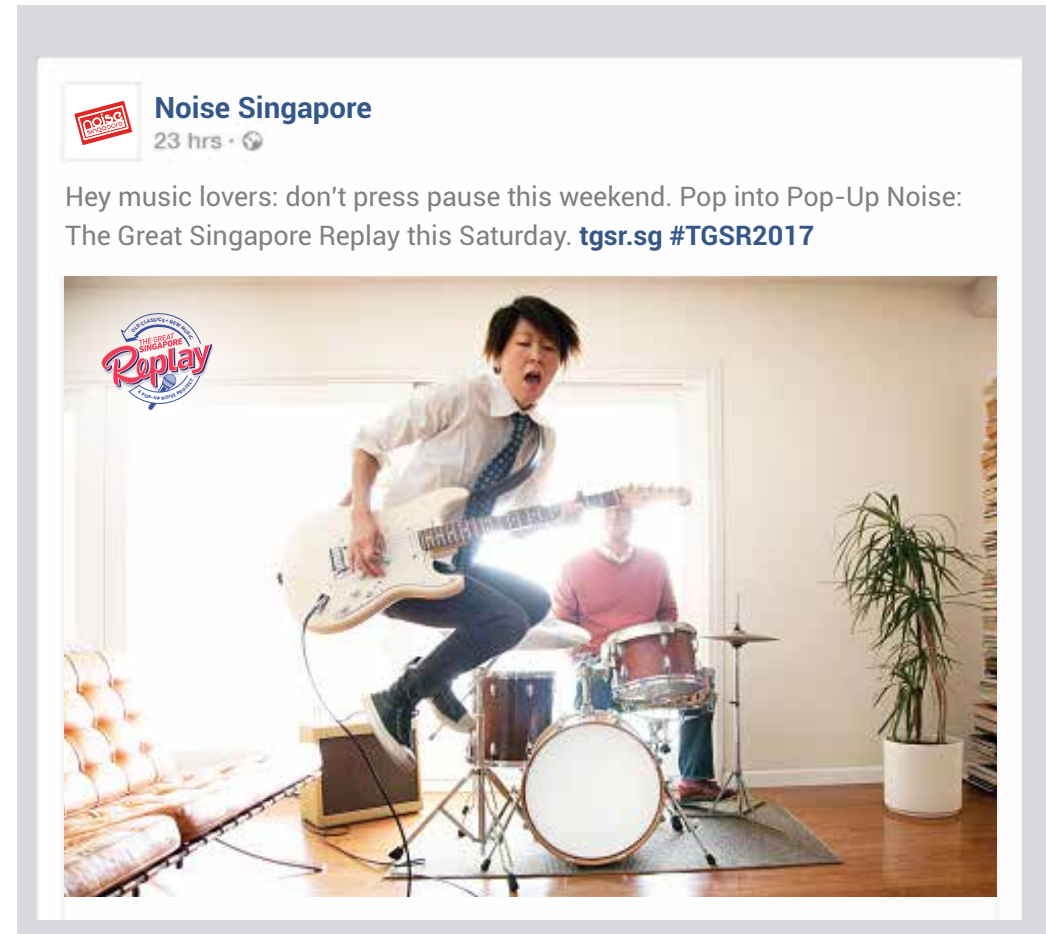 noise
singapore
Noise Singapore
23 hrs ·
Hey music lovers: don't press pause this weekend. Pop into Pop-Up Noise:
The Great Singapore Replay this Saturday. tgsr.sg #TGSR2017
OLD CLASSICS • NEW MUSIC
THE GREAT
SINGAPORE
Replay
A POP-UP NOISE PROJECT